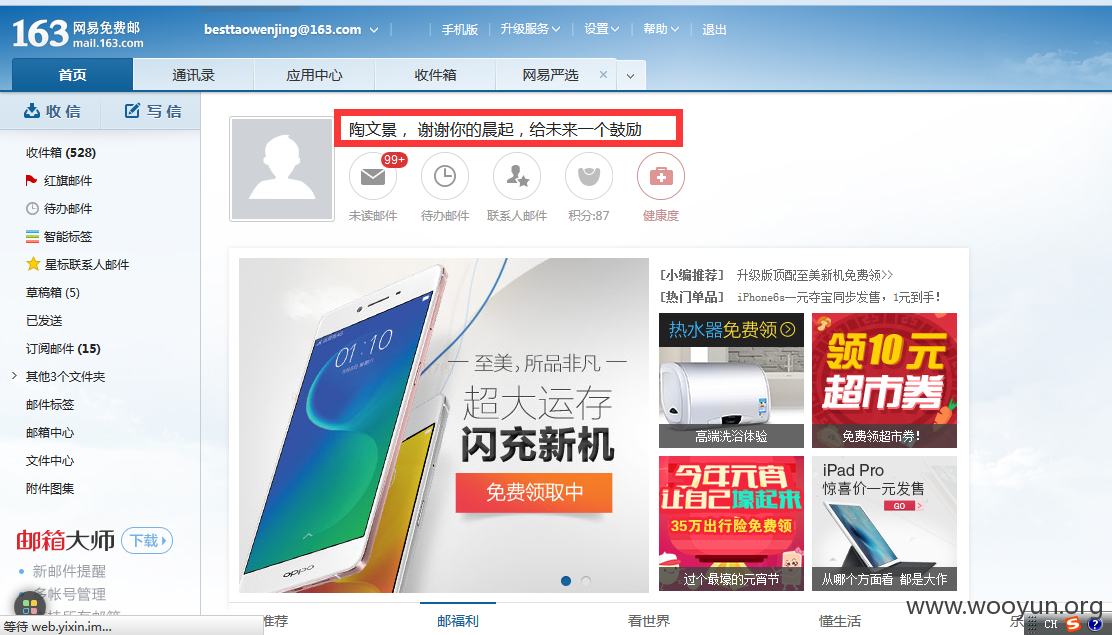 163 网易免费邮
mail.163.com
besttaowenjing@163.com
手机版 升级服务 设置 帮助 退出
首页 通讯录 应用中心 收件箱 网易严选 ×
收信 写信
收件箱 (528)
红旗邮件
待办邮件
智能标签
星标联系人邮件
草稿箱 (5)
已发送
订阅邮件 (15)
其他3个文件夹
邮件标签
邮箱中心
文件中心
附件图集
邮箱大师 下载
新邮件提醒
多帐号管理
等待 web.yixin.im...
陶文景， 谢谢你的晨起，给未来一个鼓励
99+
未读邮件 待办邮件 联系人邮件 积分:87 健康度
01:10
oppo
至美,所品非凡
超大运存
闪充新机
免费领取中
[小编推荐] 升级版顶配至美新机免费领>>
[热门单品] iPhone6s一元夺宝同步发售，1元到手!
热水器免费领
高端洗浴体验
领10元
超市券
免费领超市券!
今年元宵
让自己壕起来
35万出行险免费领!
过个最壕的元宵节
iPad Pro
惊喜价一元发售
GO >
从哪个方面看 都是大作
推荐 邮福利 看世界 懂生活
www.wooyun.org
CH